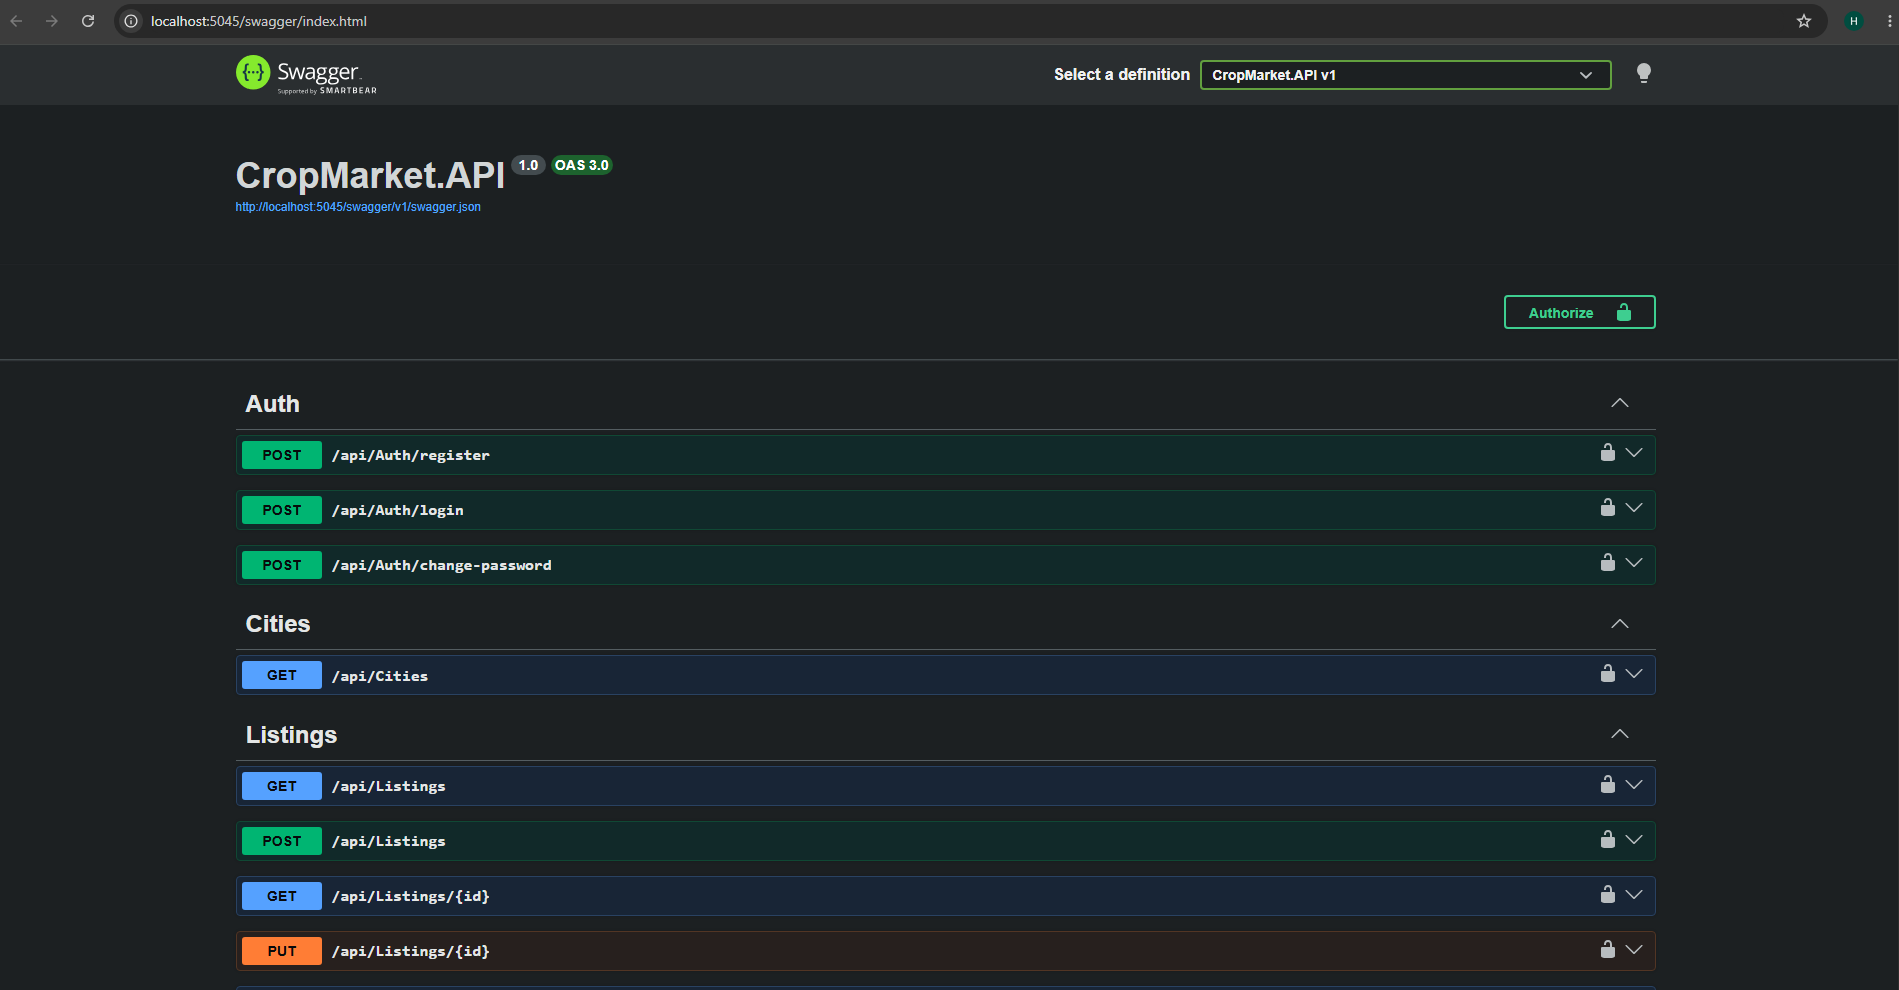 localhost:5045/swagger/index.html
H
Swagger
Supported by SMARTBEAR
Select a definition
CropMarket.API v1
CropMarket.API 1.0 OAS 3.0
http://localhost:5045/swagger/v1/swagger.json
Authorize
Auth
POST /api/Auth/register
POST /api/Auth/login
POST /api/Auth/change-password
Cities
GET /api/Cities
Listings
GET /api/Listings
POST /api/Listings
GET /api/Listings/{id}
PUT /api/Listings/{id}